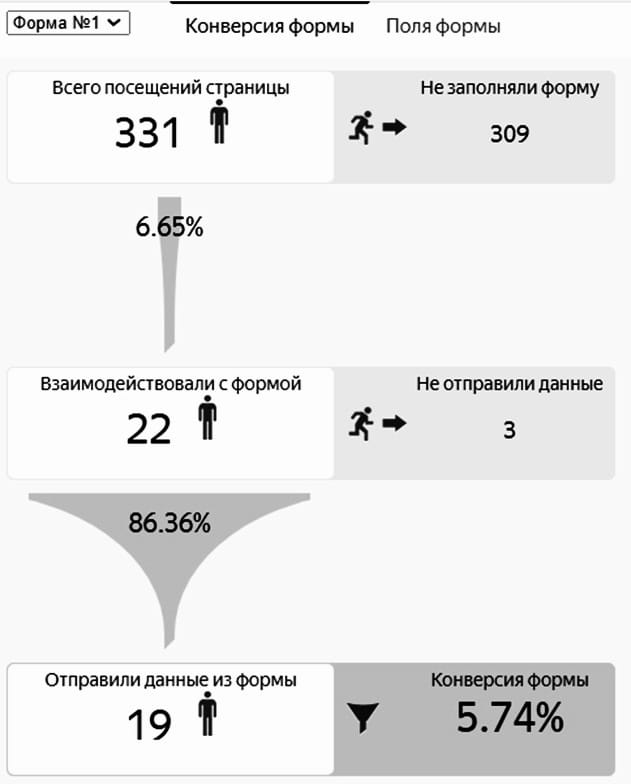 Форма №1
Конверсия формы
Поля формы
Всего посещений страницы
331
Не заполняли форму
309
6.65%
Взаимодействовали с формой
22
Не отправили данные
3
86.36%
Отправили данные из формы
19
Конверсия формы
5.74%